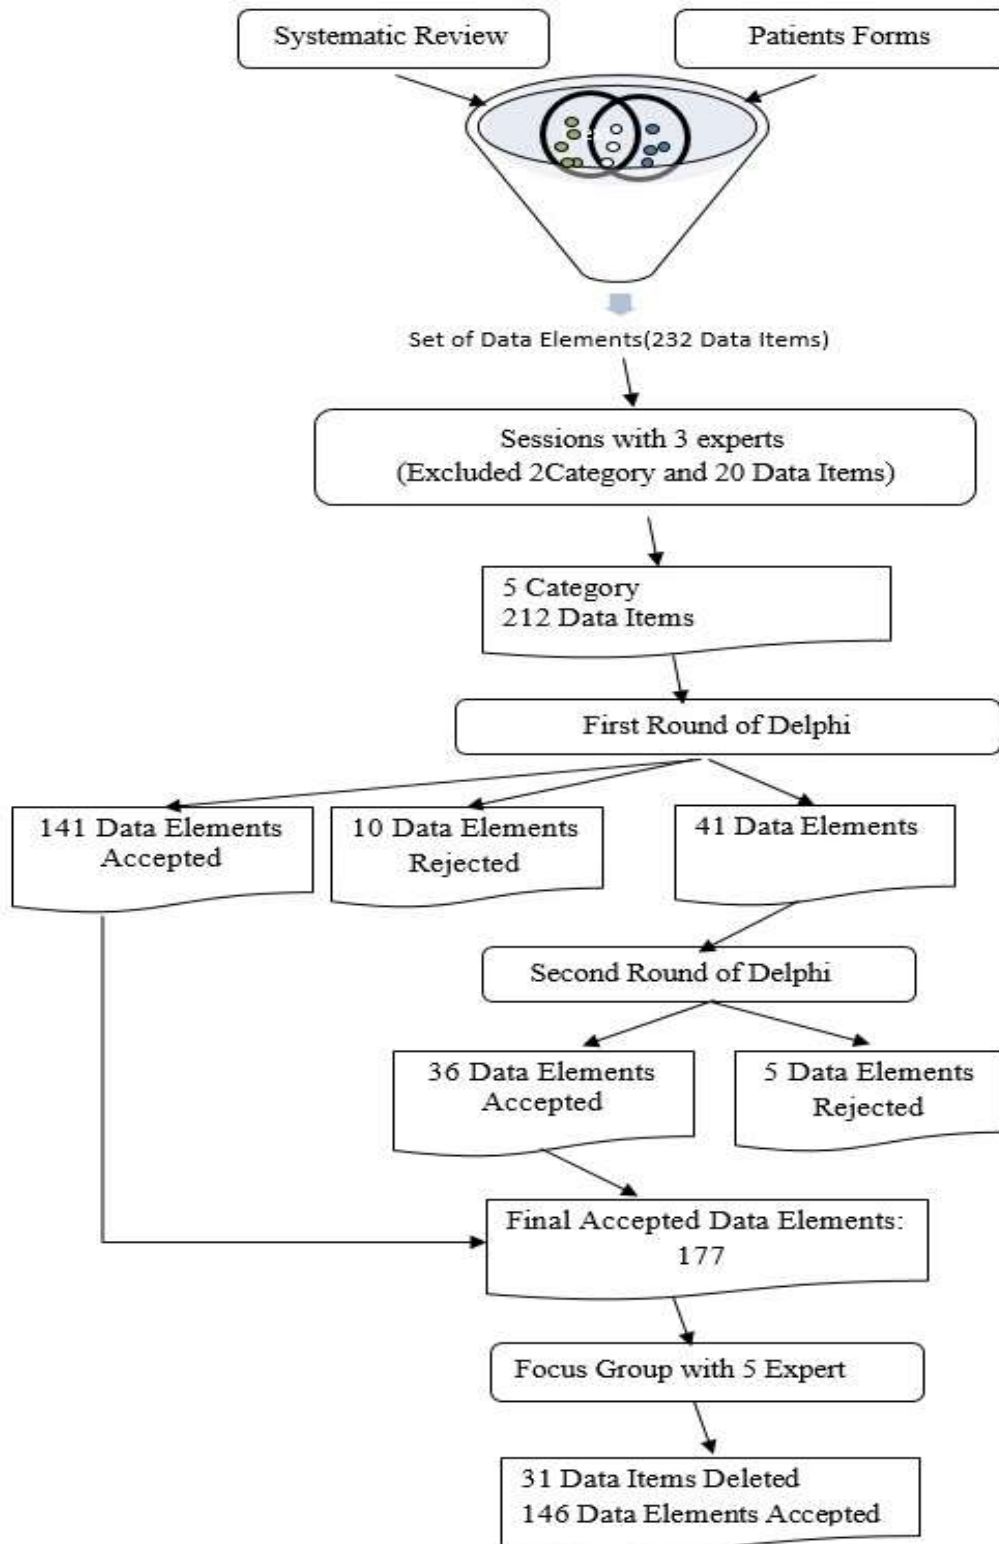 Systematic Review
Patients Forms
Set of Data Elements(232 Data Items)
Sessions with 3 experts
(Excluded 2Category and 20 Data Items)
5 Category
212 Data Items
First Round of Delphi
141 Data Elements
Accepted
10 Data Elements
Rejected
41 Data Elements
Second Round of Delphi
36 Data Elements
Accepted
5 Data Elements
Rejected
Final Accepted Data Elements:
177
Focus Group with 5 Expert
31 Data Items Deleted
146 Data Elements Accepted